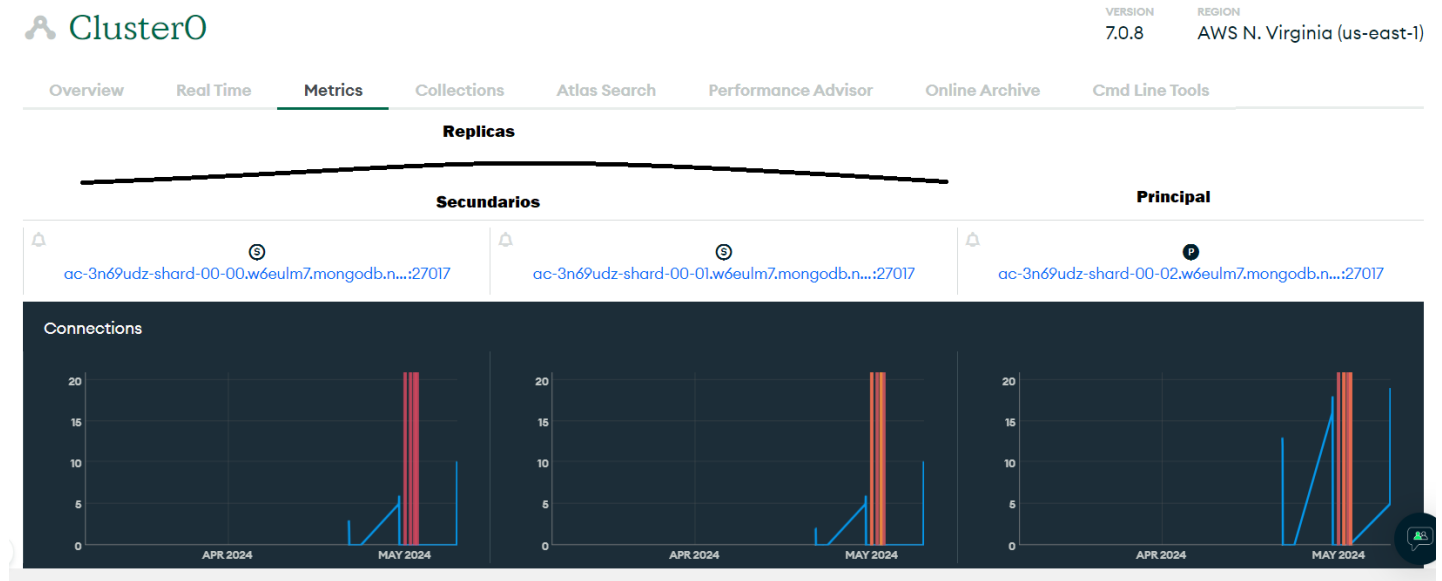 Cluster0
VERSION
7.0.8
REGION
AWS N. Virginia (us-east-1)
Overview Real Time Metrics Collections Atlas Search Performance Advisor Online Archive Cmd Line Tools
Replicas
Secundarios
Principal
S
ac-3n69udz-shard-00-00.w6eulm7.mongodb.n...:27017
S
ac-3n69udz-shard-00-01.w6eulm7.mongodb.n...:27017
P
ac-3n69udz-shard-00-02.w6eulm7.mongodb.n...:27017
Connections
20
15
10
5
0
APR 2024 MAY 2024
20
15
10
5
0
APR 2024 MAY 2024
20
15
10
5
0
APR 2024 MAY 2024